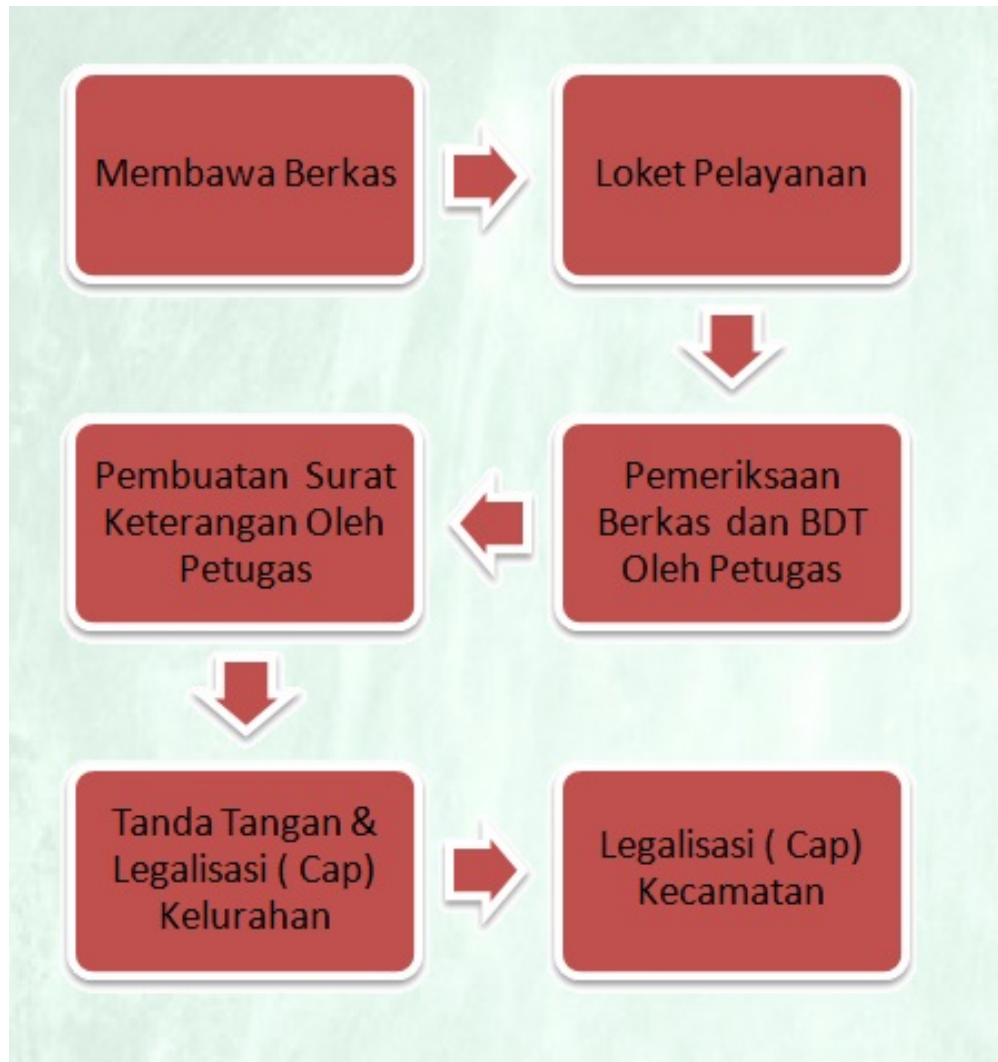 Membawa Berkas
Loket Pelayanan
Pemeriksaan
Berkas dan BDT
Oleh Petugas
Pembuatan Surat
Keterangan Oleh
Petugas
Tanda Tangan &
Legalisasi ( Cap)
Kelurahan
Legalisasi ( Cap)
Kecamatan